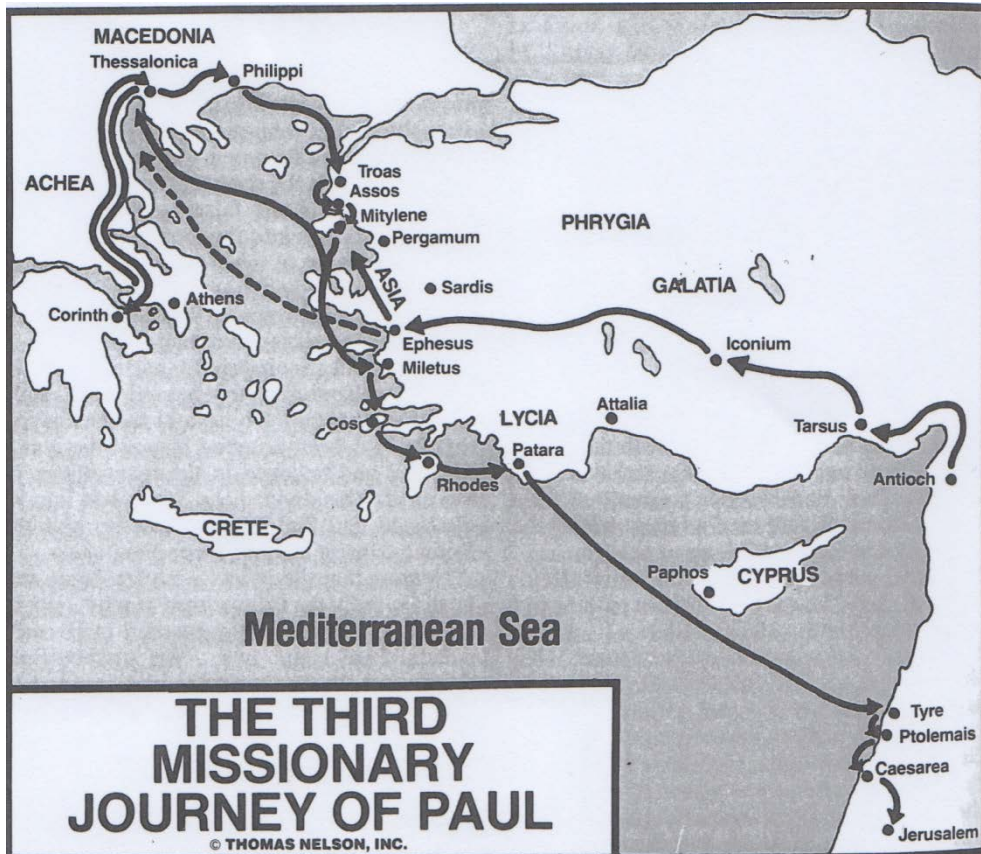 MACEDONIA
Thessalonica
Philippi
Troas
Assos
Mitylene
Pergamum
ACHEA
PHRYGIA
ASIA
Sardis
GALATIA
Athens
Corinth
Ephesus
Iconium
Miletus
LYCIA
Attalia
Cos
Tarsus
Patara
Rhodes
Antioch
CRETE
Paphos
CYPRUS
Mediterranean Sea
Tyre
Ptolemais
Caesarea
Jerusalem
THE THIRD
MISSIONARY
JOURNEY OF PAUL
© THOMAS NELSON, INC.